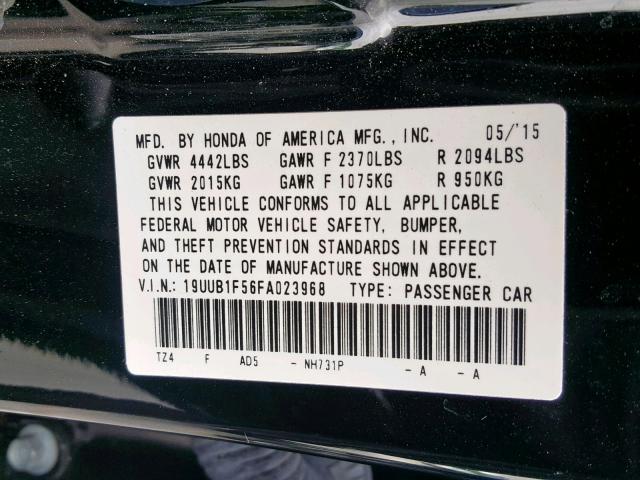 MFD. BY HONDA OF AMERICA MFG., INC. 05/'15
GVWR 4442LBS GAWR F 2370LBS R 2094LBS
GVWR 2015KG GAWR F 1075KG R 950KG
THIS VEHICLE CONFORMS TO ALL APPLICABLE
FEDERAL MOTOR VEHICLE SAFETY, BUMPER,
AND THEFT PREVENTION STANDARDS IN EFFECT
ON THE DATE OF MANUFACTURE SHOWN ABOVE.
V.I.N.: 19UUB1F56FA023968 TYPE: PASSENGER CAR
TZ4 F AD5 - NH731P - A - A